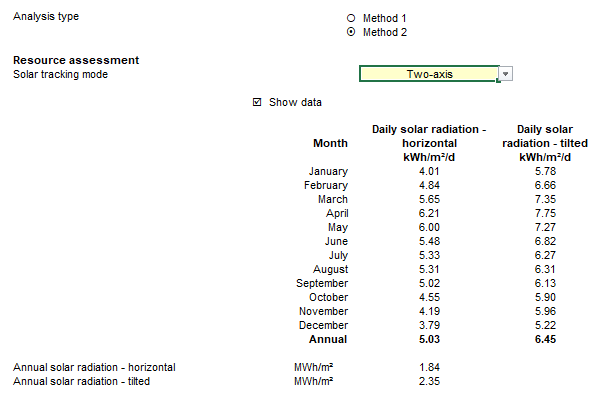 Analysis type
Method 1
Method 2
Resource assessment
Solar tracking mode Two-axis
Show data
Month Daily solar radiation - horizontal kWh/m²/d Daily solar radiation - tilted kWh/m²/d
January 4.01 5.78
February 4.84 6.66
March 5.65 7.35
April 6.21 7.75
May 6.00 7.27
June 5.48 6.82
July 5.33 6.27
August 5.31 6.31
September 5.02 6.13
October 4.55 5.90
November 4.19 5.96
December 3.79 5.22
Annual 5.03 6.45
Annual solar radiation - horizontal MWh/m² 1.84
Annual solar radiation - tilted MWh/m² 2.35